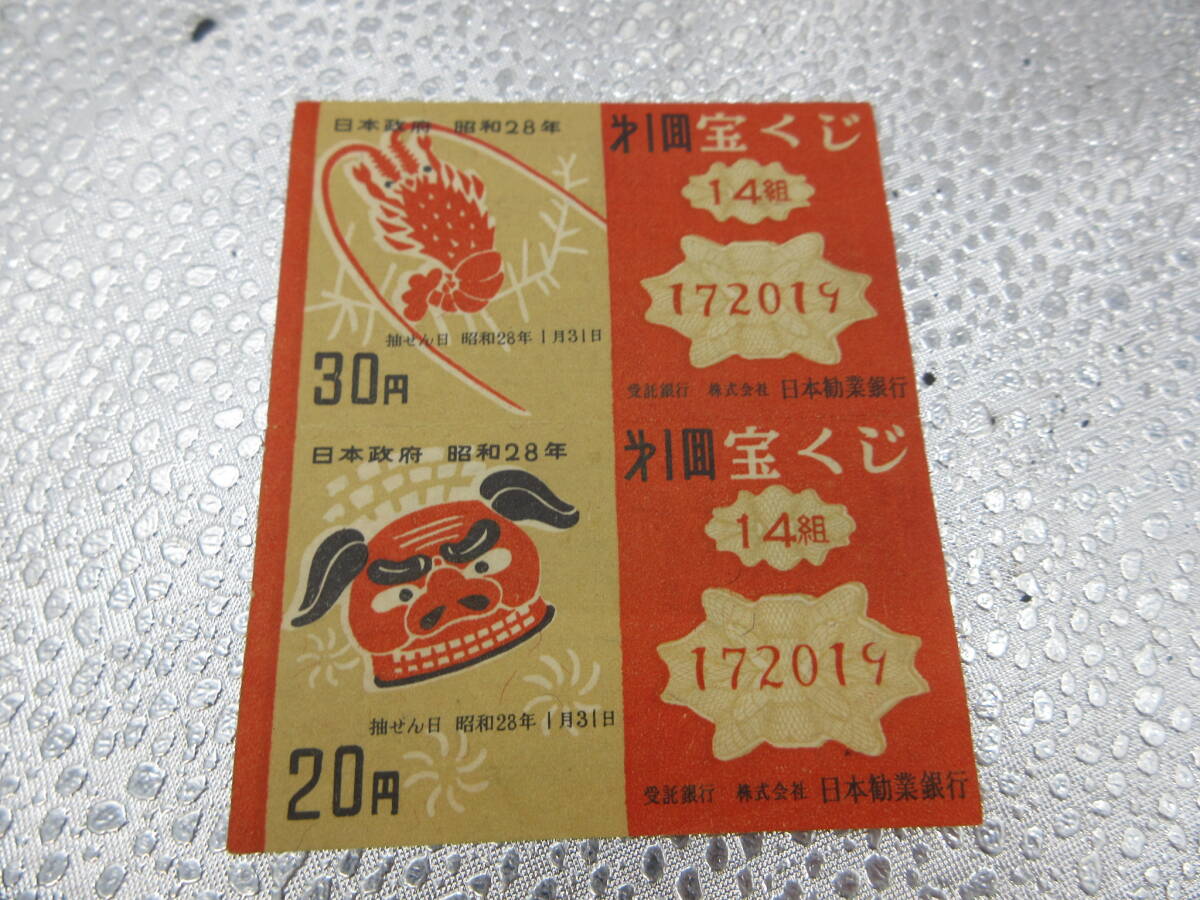 日本政府 昭和28年
才1回 宝くじ
14組
172019
抽せん日 昭和28年1月31日
30円
受託銀行 株式会社 日本勧業銀行
日本政府 昭和28年
才1回 宝くじ
14組
172019
抽せん日 昭和28年1月31日
20円
受託銀行 株式会社 日本勧業銀行